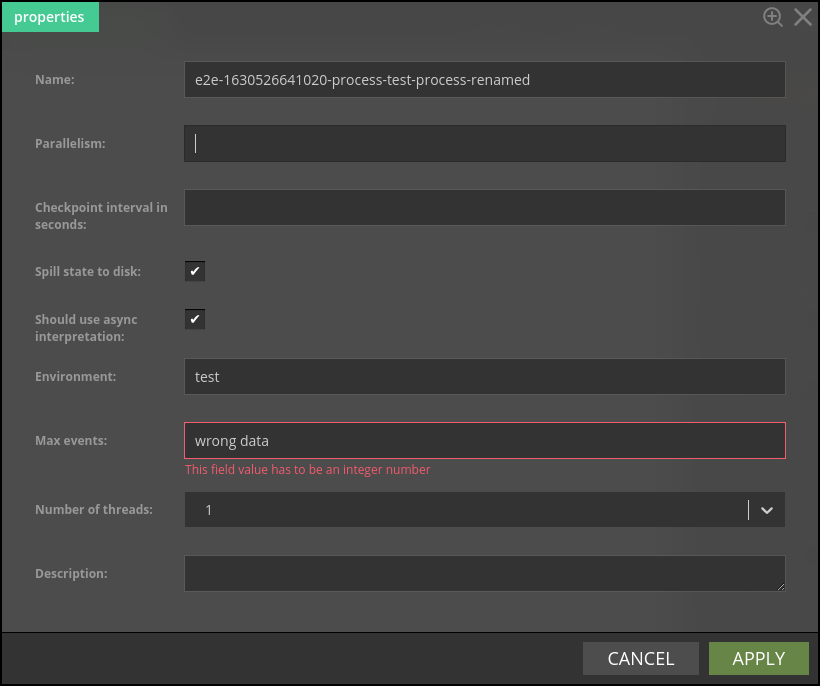 properties
Name:
e2e-1630526641020-process-test-process-renamed
Parallelism:
Checkpoint interval in
seconds:
Spill state to disk:
Should use async
interpretation:
Environment:
test
Max events:
wrong data
This field value has to be an integer number
Number of threads:
1
Description:
CANCEL
APPLY